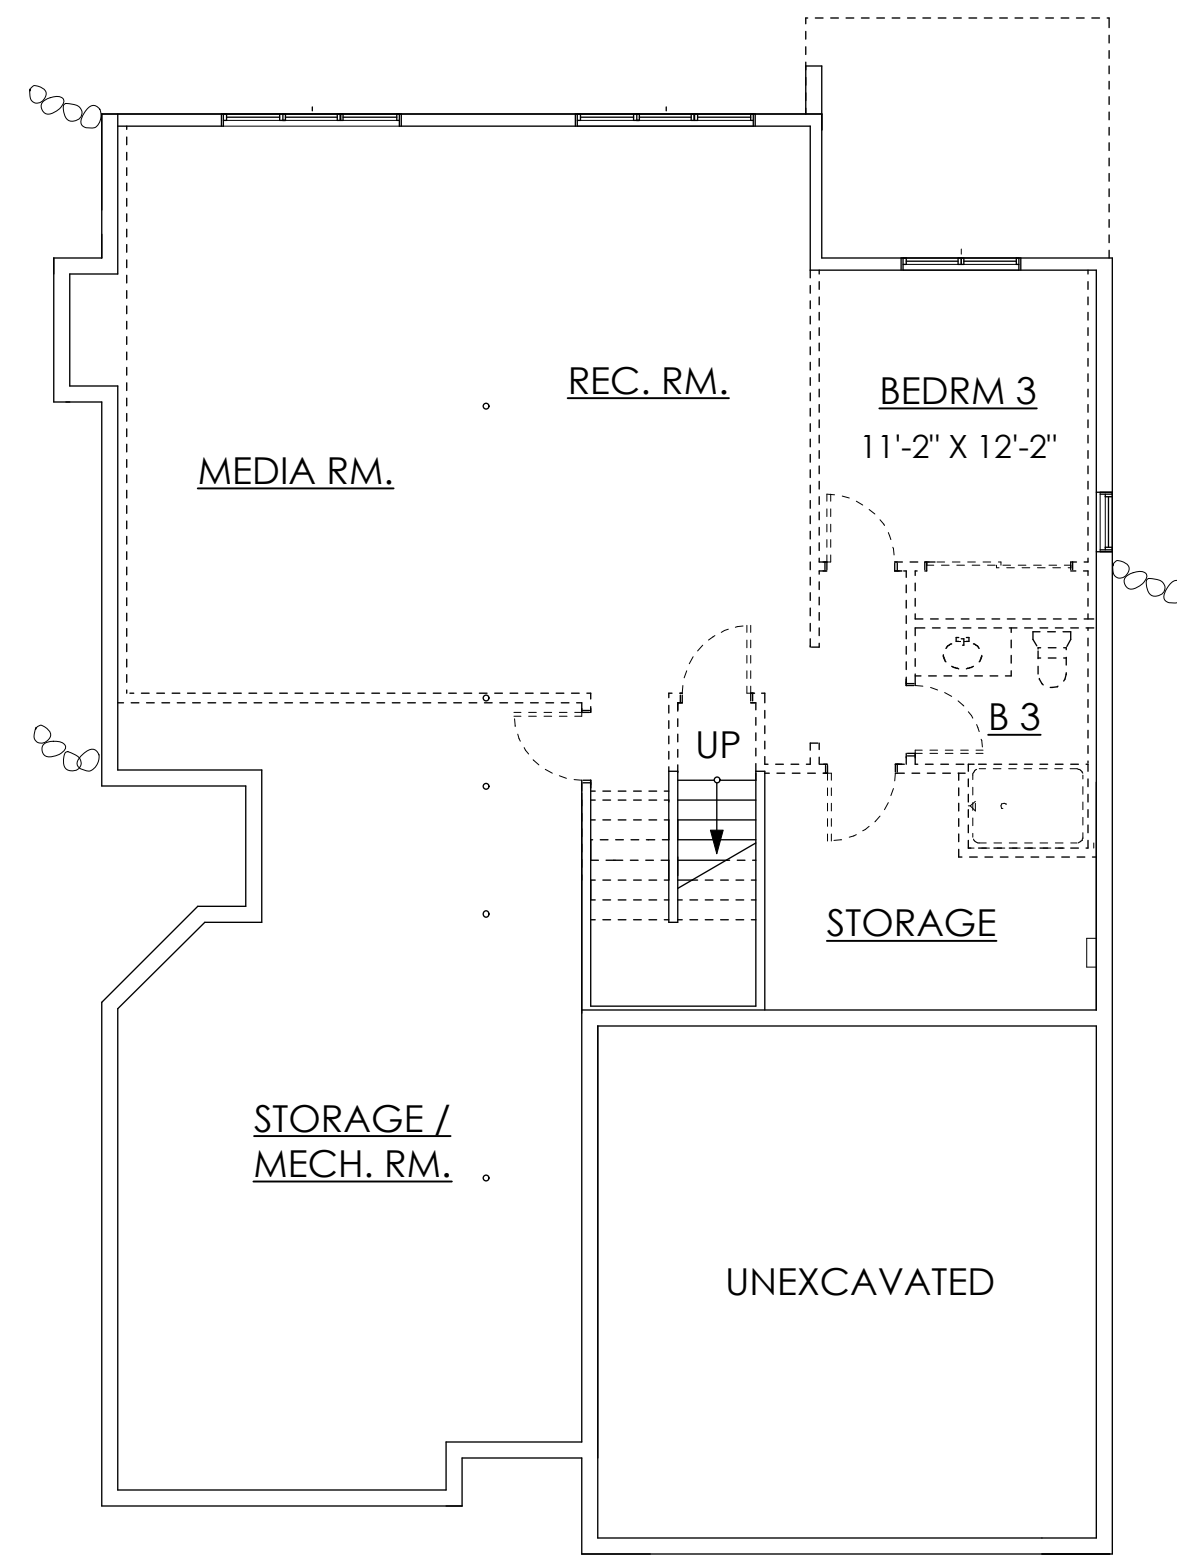 REC. RM.
BEDRM 3
11'-2" X 12'-2"
MEDIA RM.
B 3
UP
STORAGE
STORAGE /
MECH. RM.
UNEXCAVATED